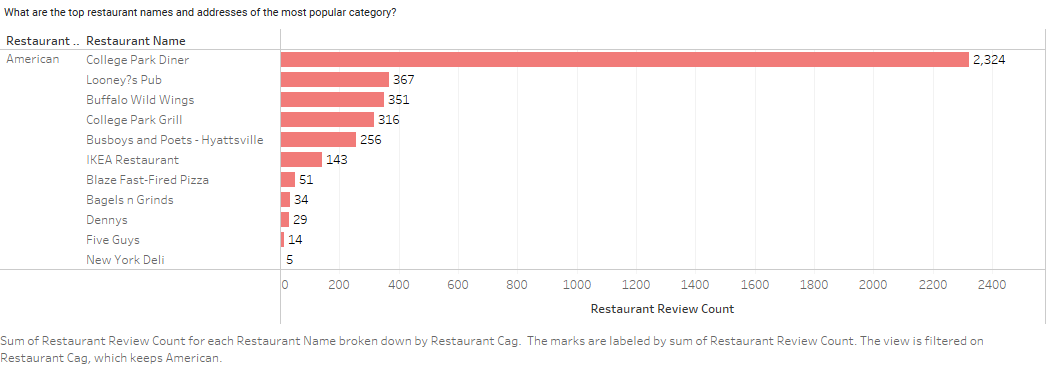 What are the top restaurant names and addresses of the most popular category?
Restaurant .. Restaurant Name
American College Park Diner 2,324
Looney?s Pub 367
Buffalo Wild Wings 351
College Park Grill 316
Busboys and Poets - Hyattsville 256
IKEA Restaurant 143
Blaze Fast-Fired Pizza 51
Bagels n Grinds 34
Dennys 29
Five Guys 14
New York Deli 5
0 200 400 600 800 1000 1200 1400 1600 1800 2000 2200 2400
Restaurant Review Count
Sum of Restaurant Review Count for each Restaurant Name broken down by Restaurant Cag. The marks are labeled by sum of Restaurant Review Count. The view is filtered on
Restaurant Cag, which keeps American.